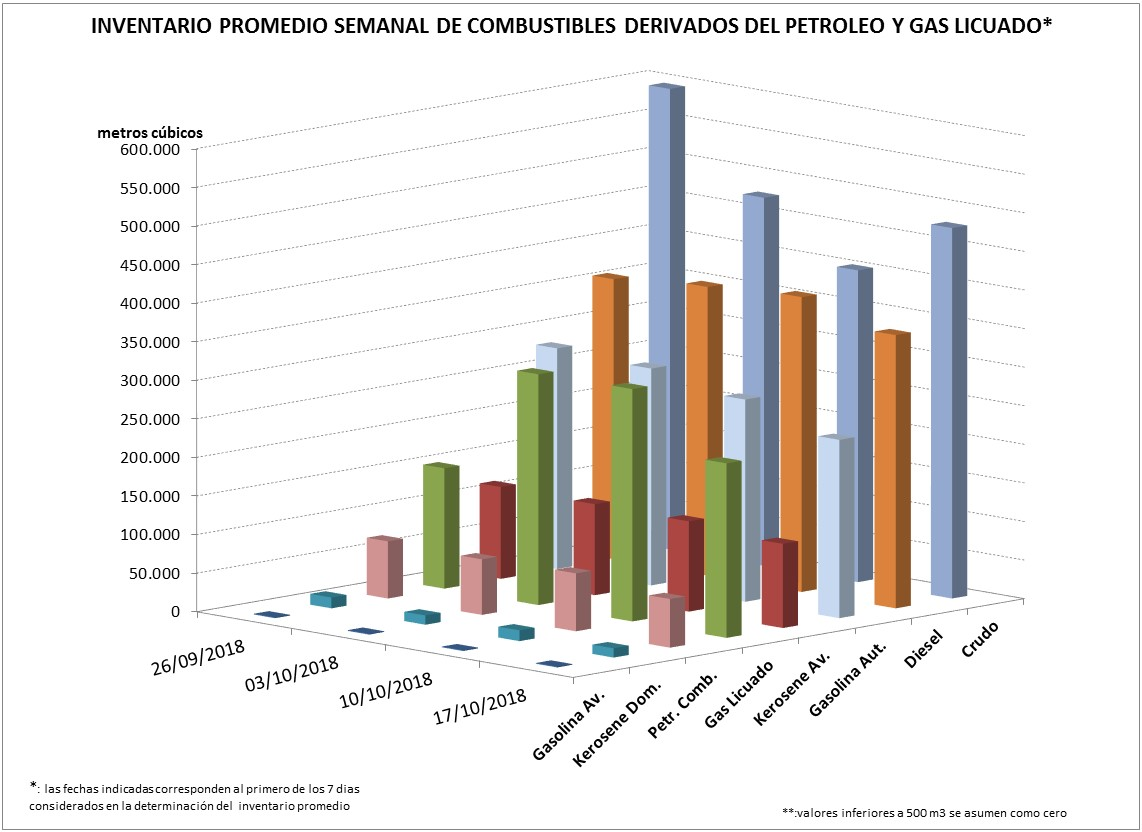 INVENTARIO PROMEDIO SEMANAL DE COMBUSTIBLES DERIVADOS DEL PETROLEO Y GAS LICUADO*
metros cúbicos
600.000
550.000
500.000
450.000
400.000
350.000
300.000
250.000
200.000
150.000
100.000
50.000
0
26/09/2018
03/10/2018
10/10/2018
17/10/2018
Gasolina Av.
Kerosene Dom.
Petr. Comb.
Gas Licuado
Kerosene Av.
Gasolina Aut.
Diesel
Crudo
*: las fechas indicadas corresponden al primero de los 7 dias
considerados en la determinación del inventario promedio
**:valores inferiores a 500 m3 se asumen como cero